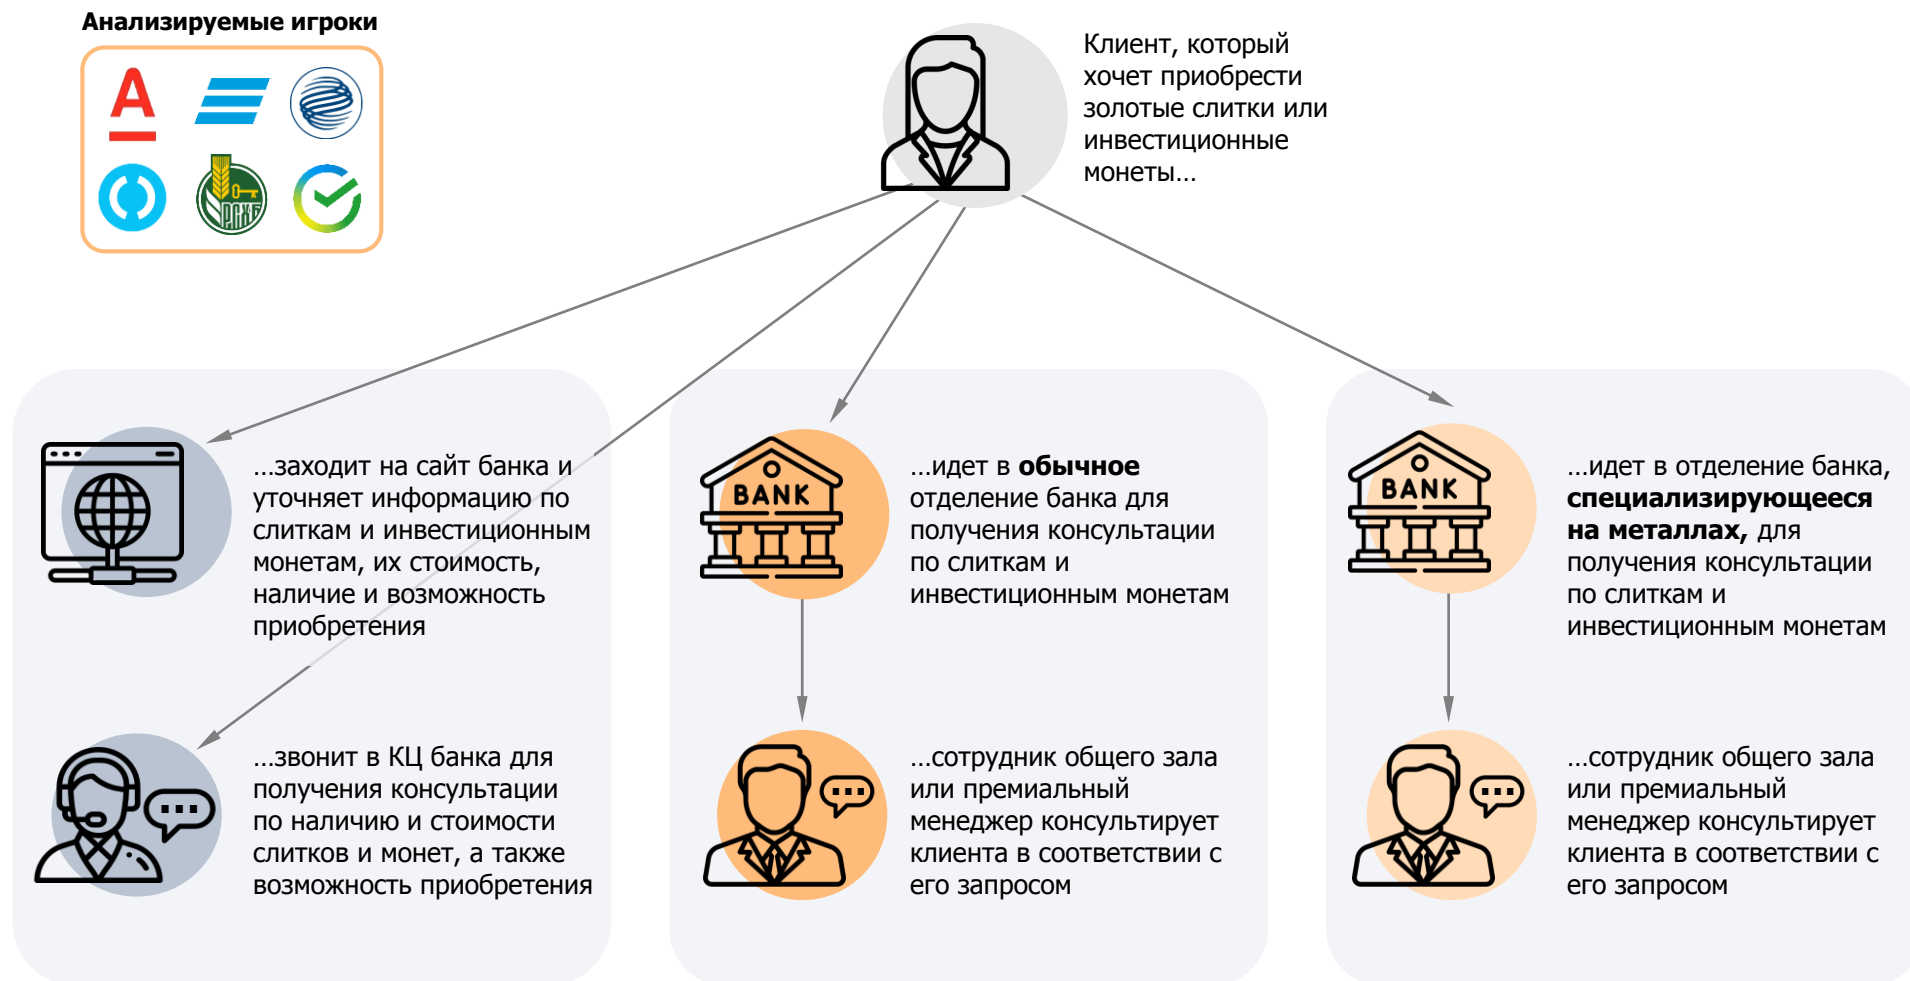 Анализируемые игроки
А
РСХБ
Клиент, который
хочет приобрести
золотые слитки или
инвестиционные
монеты...
BANK
BANK
...заходит на сайт банка и
уточняет информацию по
слиткам и инвестиционным
монетам, их стоимость,
наличие и возможность
приобретения
...идет в обычное
отделение банка для
получения консультации
по слиткам и
инвестиционным монетам
...идет в отделение банка,
специализирующееся
на металлах, для
получения консультации
по слиткам и
инвестиционным монетам
...звонит в КЦ банка для
получения консультации
по наличию и стоимости
слитков и монет, а также
возможность приобретения
...сотрудник общего зала
или премиальный
менеджер консультирует
клиента в соответствии с
его запросом
...сотрудник общего зала
или премиальный
менеджер консультирует
клиента в соответствии с
его запросом